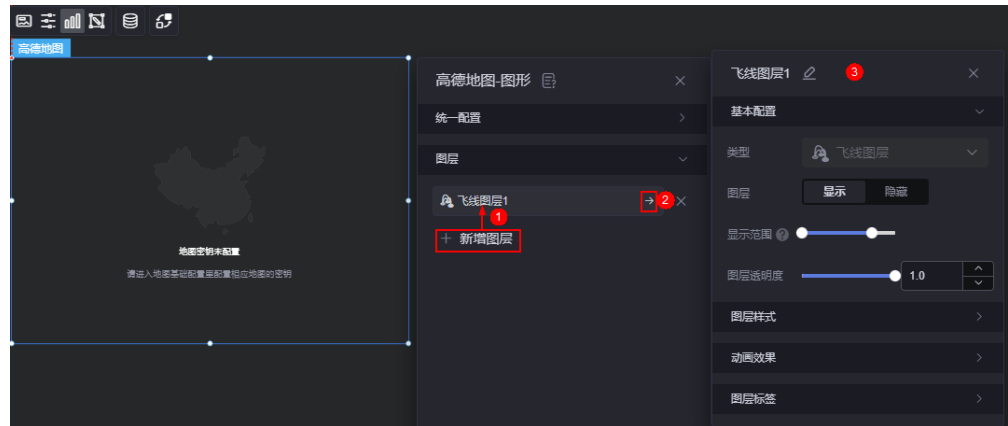 高德地图
地图密钥未配置
请进入地图基础配置里配置相应地图的密钥
高德地图-图形
统一配置
图层
飞线图层1
2
1
新增图层
飞线图层1
3
基本配置
类型
飞线图层
图层
显示
隐藏
显示范围
图层透明度
1.0
图层样式
动画效果
图层标签